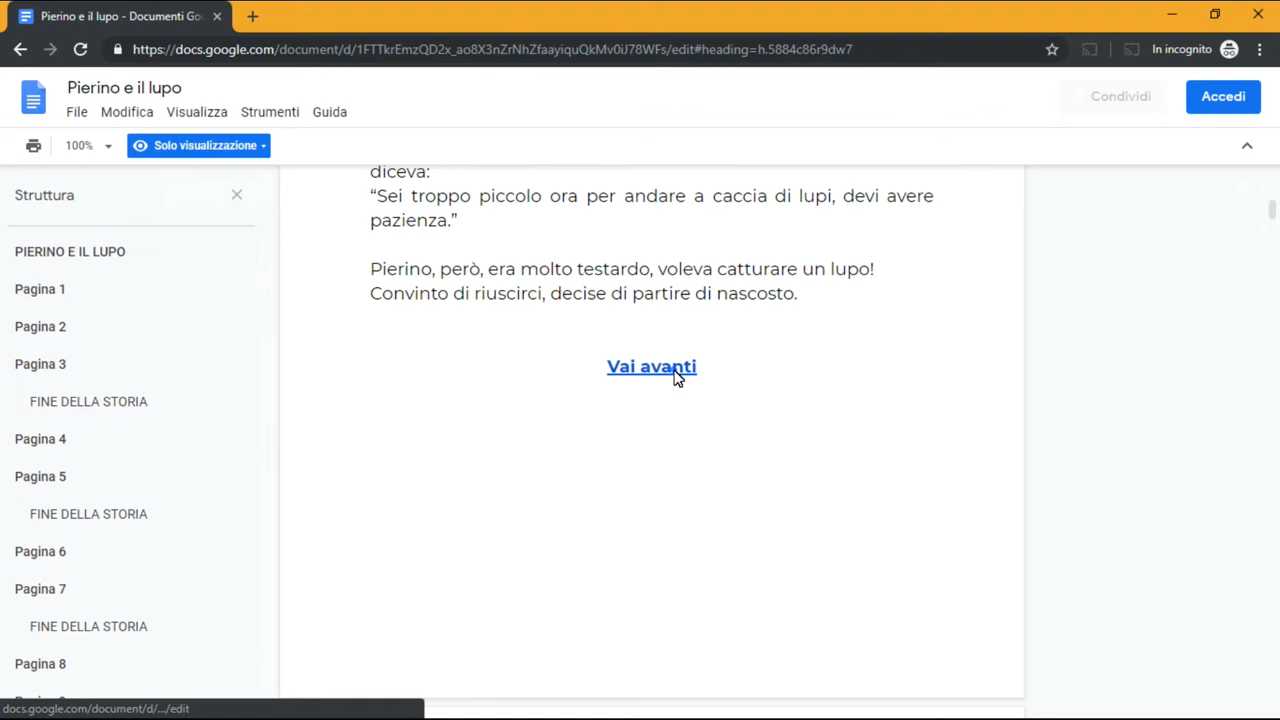 Pierino e il lupo - Documenti Go
https://docs.google.com/document/d/1FTTkrEmzQD2x_ao8X3nZrNhZfaayiquQkMv0iJ78WFs/edit#heading=h.5884c86r9dw7
In incognito
Pierino e il lupo
File Modifica Visualizza Strumenti Guida
Condividi
Accedi
100%
Solo visualizzazione
Struttura
PIERINO E IL LUPO
Pagina 1
Pagina 2
Pagina 3
FINE DELLA STORIA
Pagina 4
Pagina 5
FINE DELLA STORIA
Pagina 6
Pagina 7
FINE DELLA STORIA
Pagina 8
diceva:
“Sei troppo piccolo ora per andare a caccia di lupi, devi avere
pazienza.”
Pierino, però, era molto testardo, voleva catturare un lupo!
Convinto di riuscirci, decise di partire di nascosto.
Vai avanti
docs.google.com/document/d/.../edit